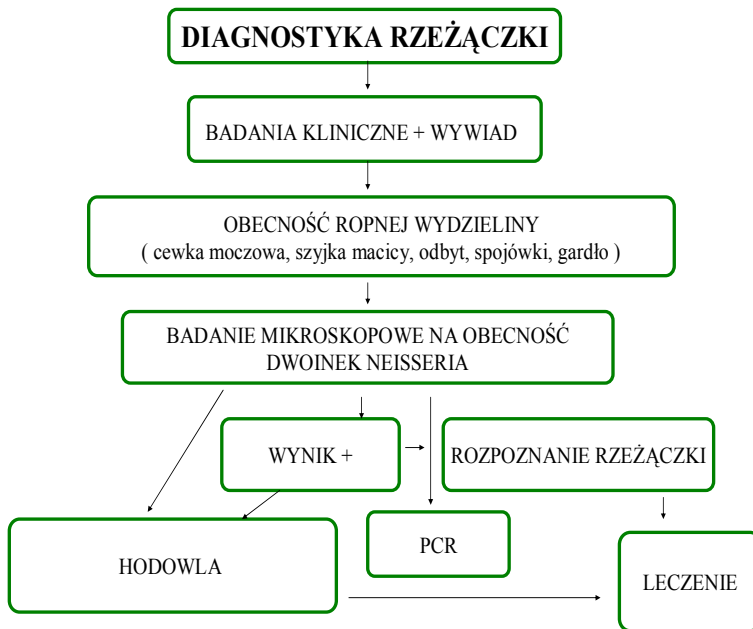 DIAGNOSTYKA RZEŻĄCZKI
BADANIA KLINICZNE + WYWIAD
OBECNOŚĆ ROPNEJ WYDZIELINY
( cewka moczowa, szyjka macicy, odbyt, spojówki, gardło )
BADANIE MIKROSKOPOWE NA OBECNOŚĆ
DWOINEK NEISSERIA
WYNIK +
ROZPOZNANIE RZEŻĄCZKI
HODOWLA
PCR
LECZENIE